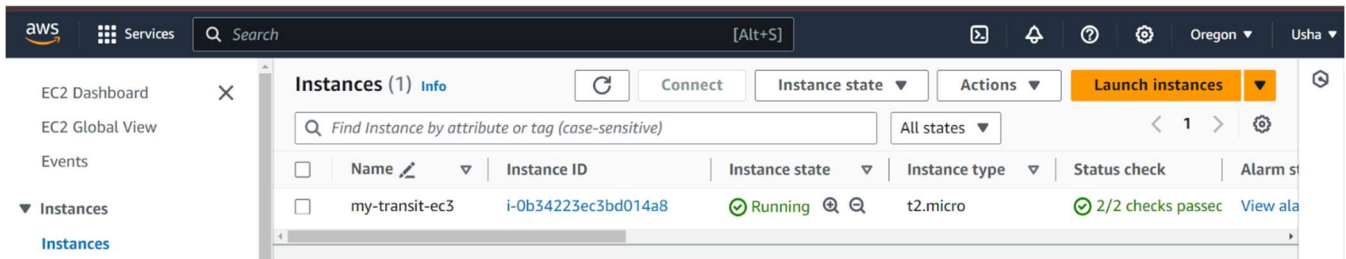 aws Services Search [Alt+S] Oregon ▼ Usha ▼
EC2 Dashboard
EC2 Global View
Events
▼ Instances
Instances
Instances (1) Info Connect Instance state ▼ Actions ▼ Launch instances ▼
Find Instance by attribute or tag (case-sensitive) All states ▼ < 1 >
Name Instance ID Instance state Instance type Status check Alarm st
my-transit-ec3 i-0b34223ec3bd014a8 Running t2.micro 2/2 checks passec View ala